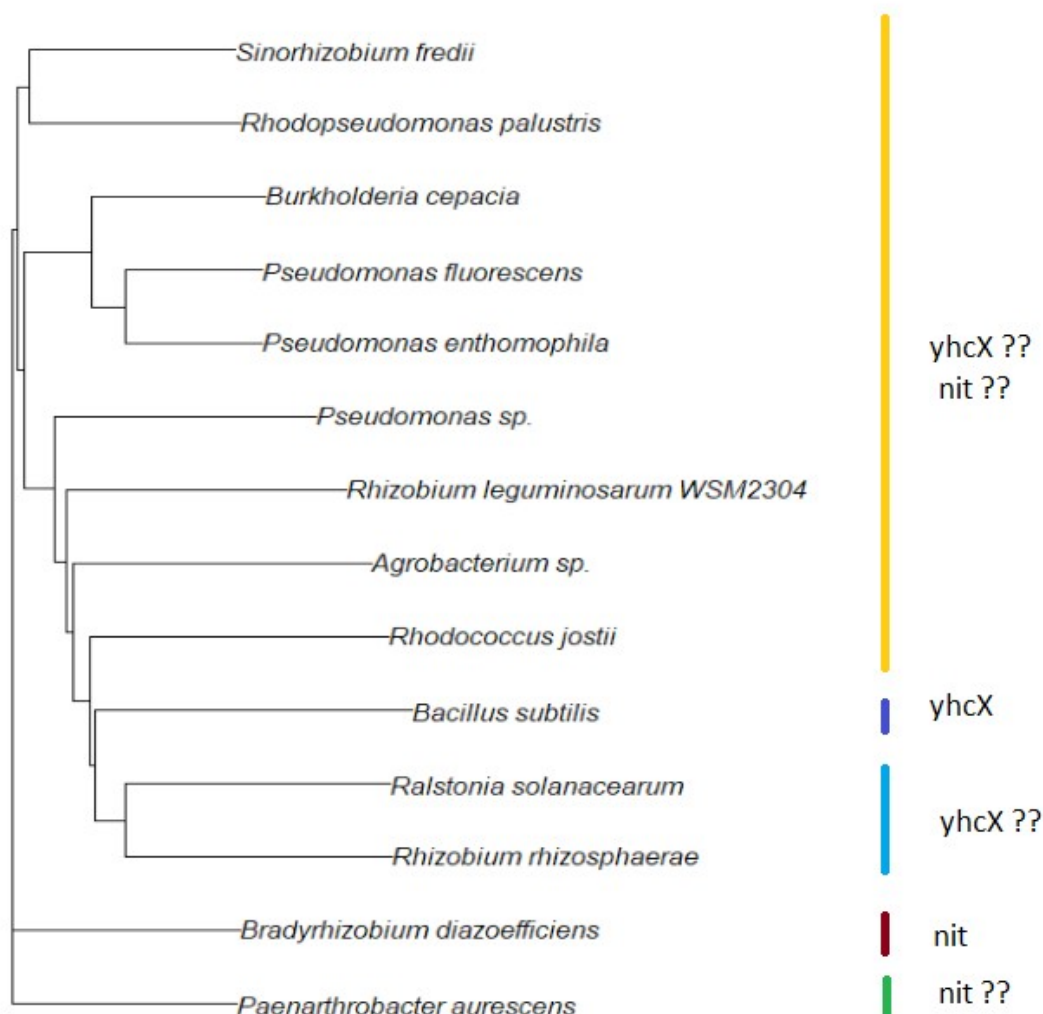 Sinorhizobium fredii
Rhodopseudomonas palustris
Burkholderia cepacia
Pseudomonas fluorescens
Pseudomonas enthomophila
yhcX ??
nit ??
Pseudomonas sp.
Rhizobium leguminosarum WSM2304
Agrobacterium sp.
Rhodococcus jostii
Bacillus subtilis
yhcX
Ralstonia solanacearum
yhcX ??
Rhizobium rhizosphaerae
Bradyrhizobium diazoefficiens
nit
Paenarthrobacter aurescens
nit ??